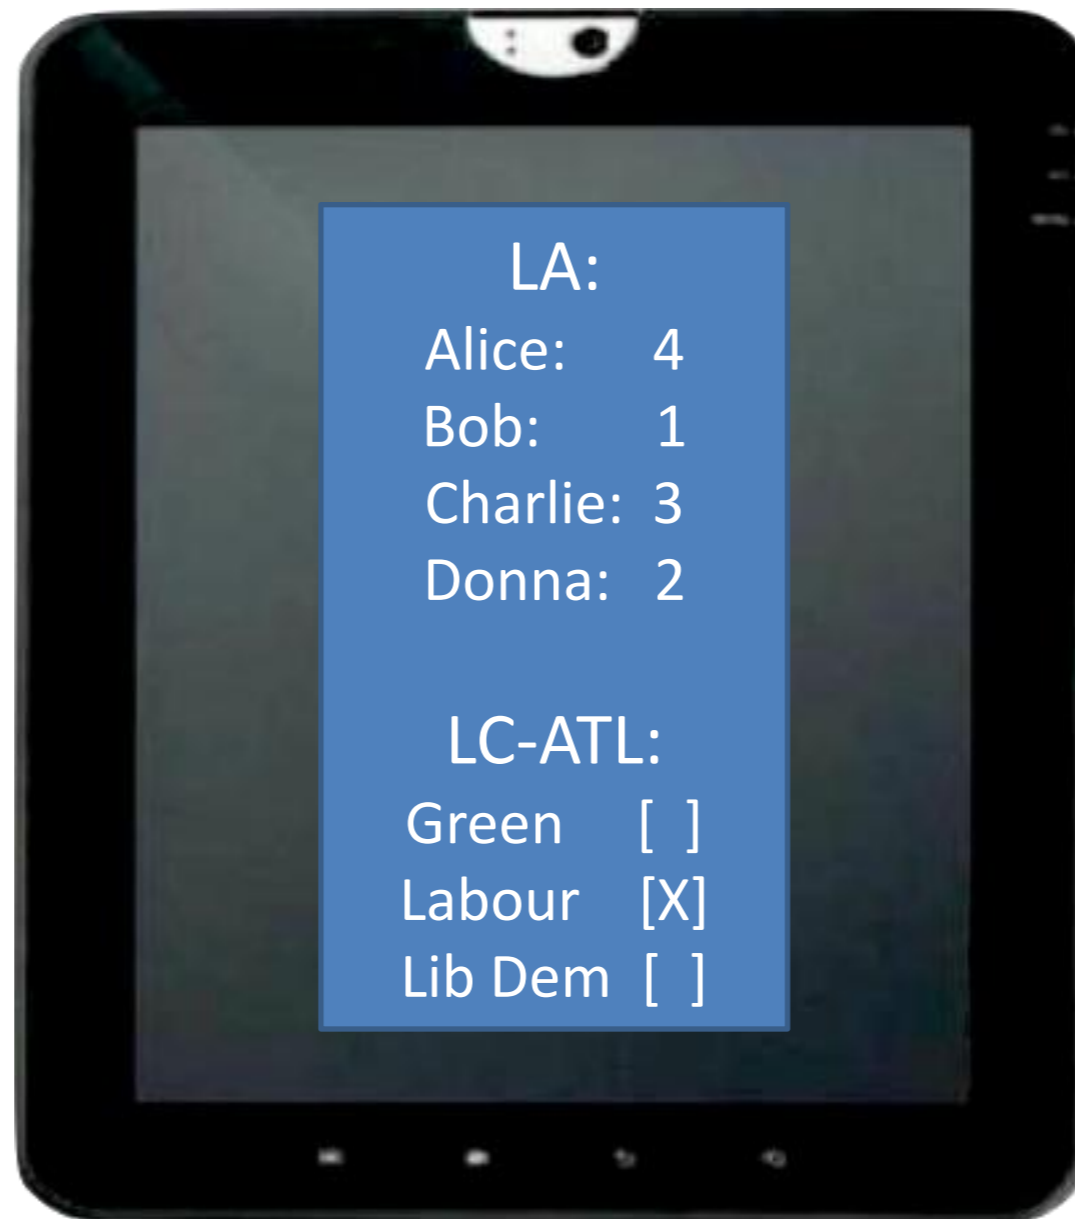 LA:
Alice: 4
Bob: 1
Charlie: 3
Donna: 2
LC-ATL:
Green [ ]
Labour [X]
Lib Dem [ ]